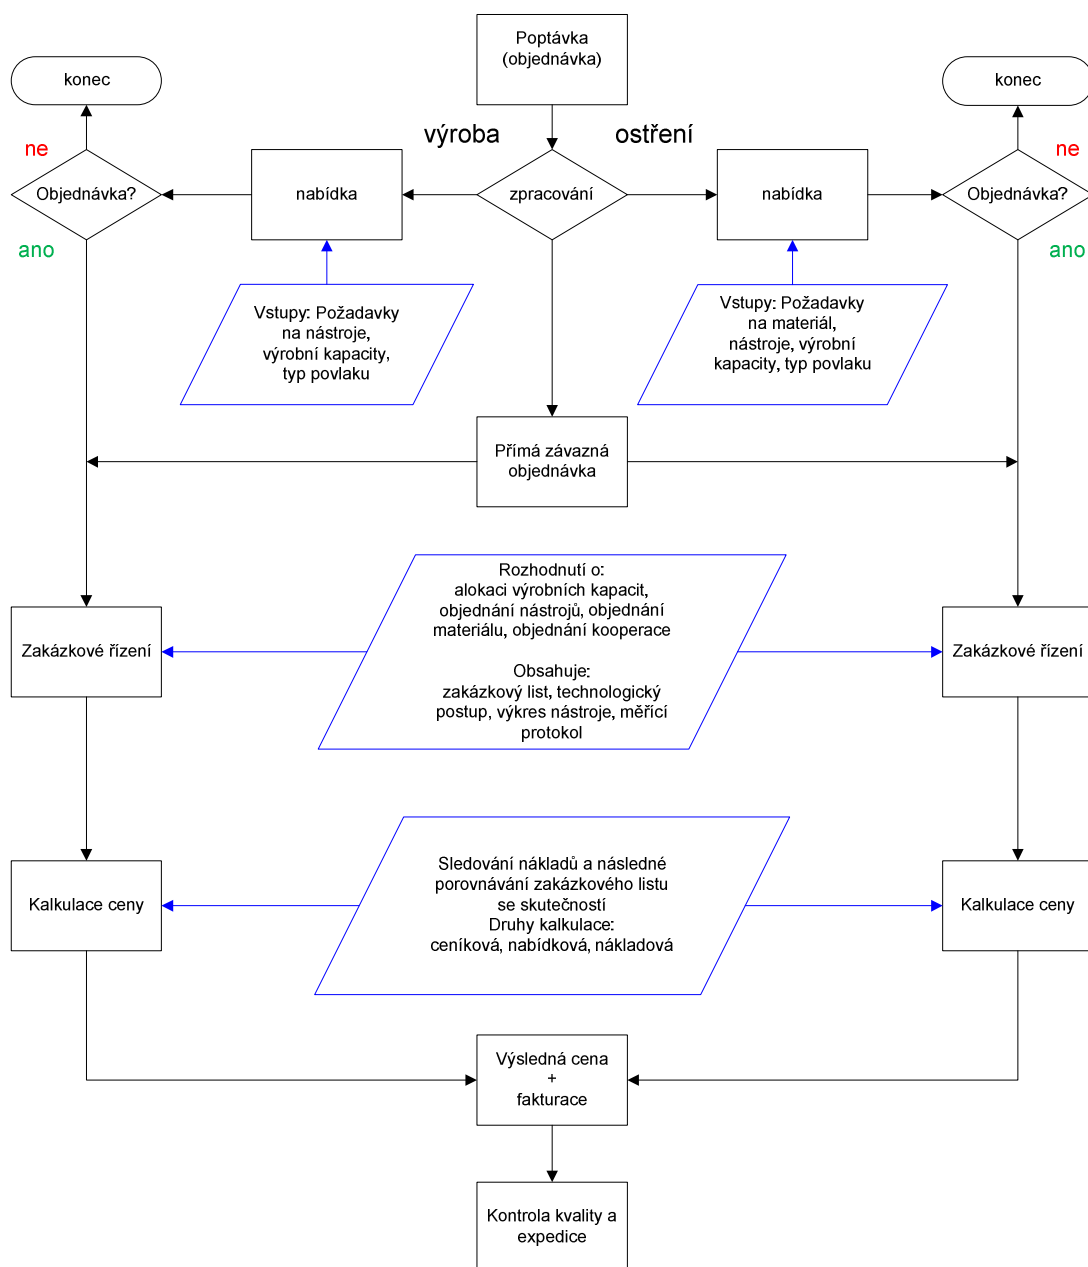 Poptávka
(objednávka)
konec
konec
výroba
ostření
ne
ne
Objednávka?
nabídka
zpracování
nabídka
Objednávka?
ano
ano
Vstupy: Požadavky
na nástroje,
výrobní kapacity,
typ povlaku
Vstupy: Požadavky
na materiál,
nástroje, výrobní
kapacity, typ povlaku
Přímá závazná
objednávka
Rozhodnutí o:
alokaci výrobních kapacit,
objednání nástrojů, objednání
materiálu, objednání kooperace
Obsahuje:
zakázkový list, technologický
postup, výkres nástroje, měřící
protokol
Zakázkové řízení
Zakázkové řízení
Sledování nákladů a následné
porovnávání zakázkového listu
se skutečností
Druhy kalkulace:
ceníková, nabídková, nákladová
Kalkulace ceny
Kalkulace ceny
Výsledná cena
+
fakturace
Kontrola kvality a
expedice